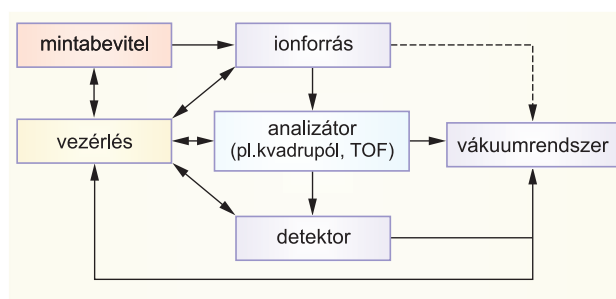 mintabevitel
ionforrás
vezérlés
analizátor
(pl.kvadrupól, TOF)
vákuumrendszer
detektor